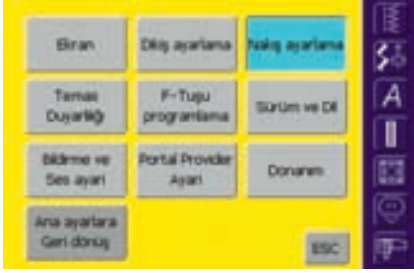 Ekran
Dikiş ayarlama
Nakış ayarlama
Temas
Duyarlılığı
F-Tuşu
programlama
Sürüm ve Dil
Bildirme ve
Ses ayarı
Portal Provider
Ayarı
Donanım
Ana ayarlara
Geri dönüş
ESC
A